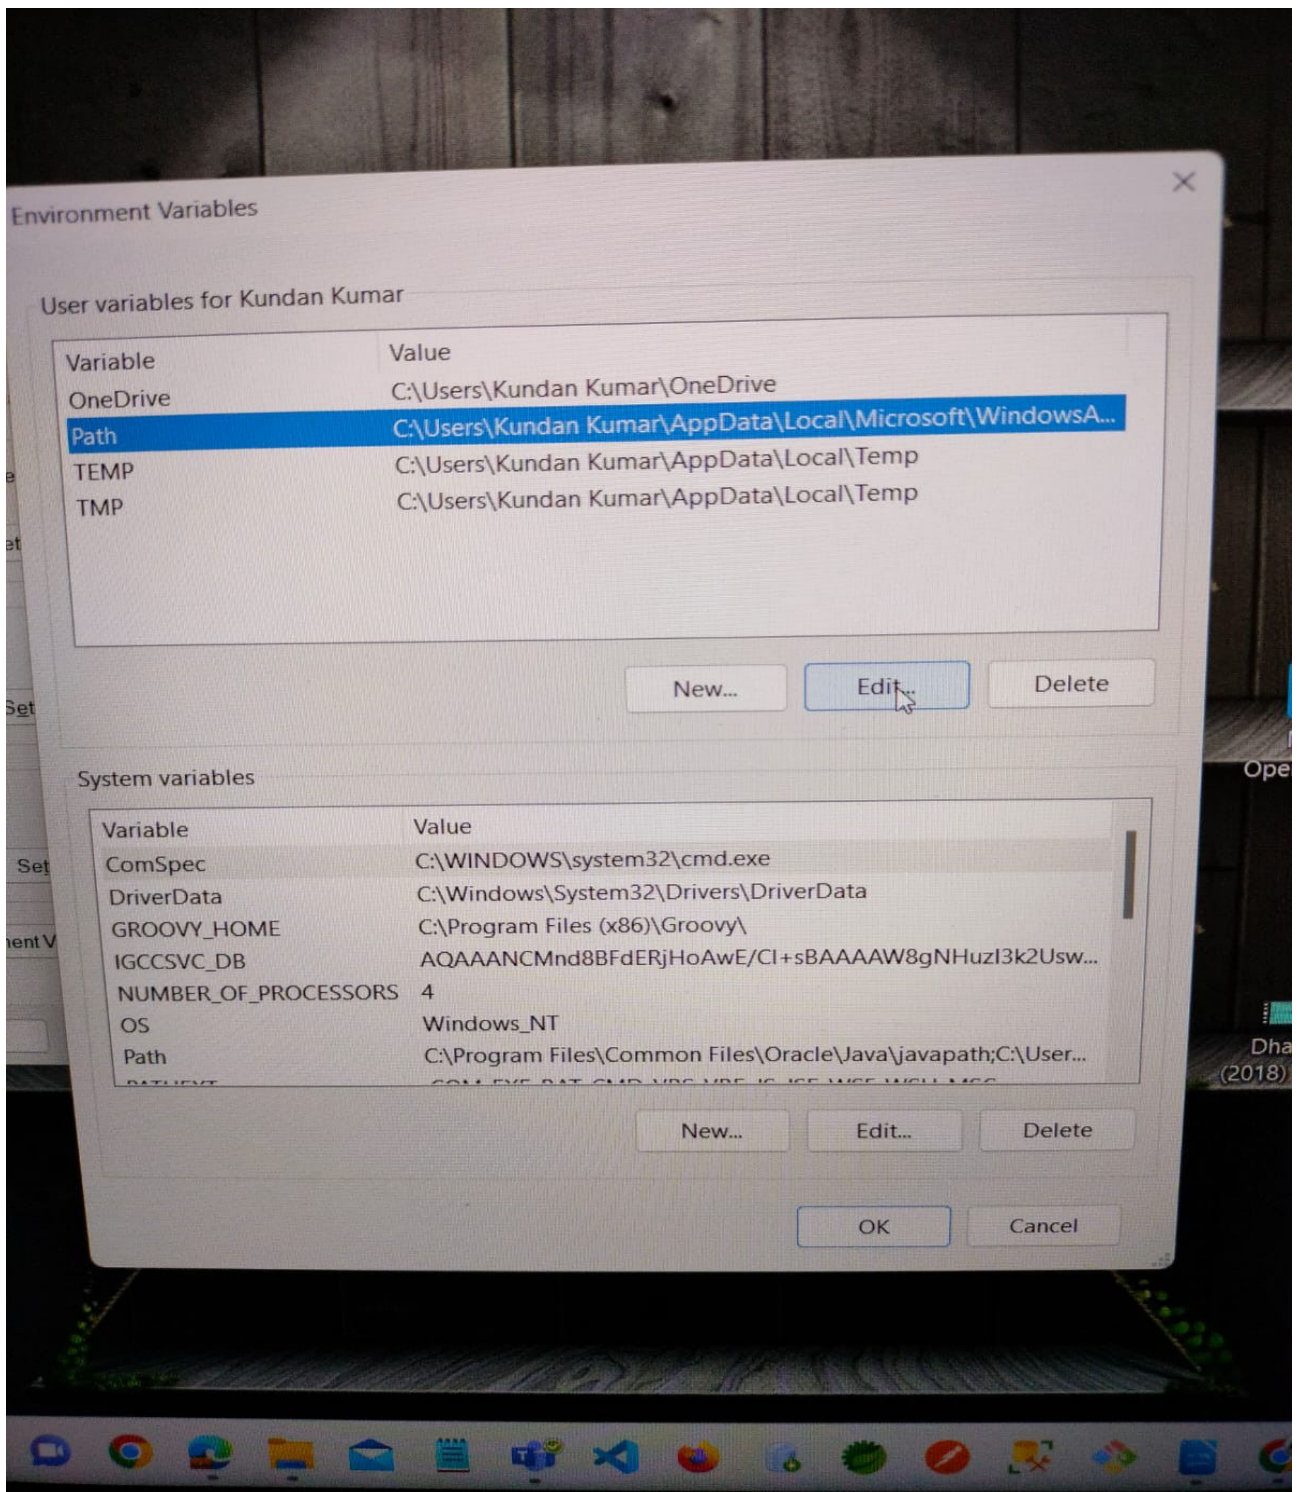 Environment Variables
User variables for Kundan Kumar
Variable Value
OneDrive C:\Users\Kundan Kumar\OneDrive
Path C:\Users\Kundan Kumar\AppData\Local\Microsoft\WindowsA...
TEMP C:\Users\Kundan Kumar\AppData\Local\Temp
TMP C:\Users\Kundan Kumar\AppData\Local\Temp
New... Edit... Delete
Set
Ope
System variables
Variable Value
ComSpec C:\WINDOWS\system32\cmd.exe
Set
DriverData C:\Windows\System32\Drivers\DriverData
GROOVY_HOME C:\Program Files (x86)\Groovy\
ment V
IGCCSVC_DB AQAAANCMnd8BFdERjHoAwE/Cl+sBAAAAW8gNHuzI3k2Usw...
NUMBER_OF_PROCESSORS 4
OS Windows_NT
Path C:\Program Files\Common Files\Oracle\Java\javapath;C:\User...
Dha
(2018)
New... Edit... Delete
OK Cancel